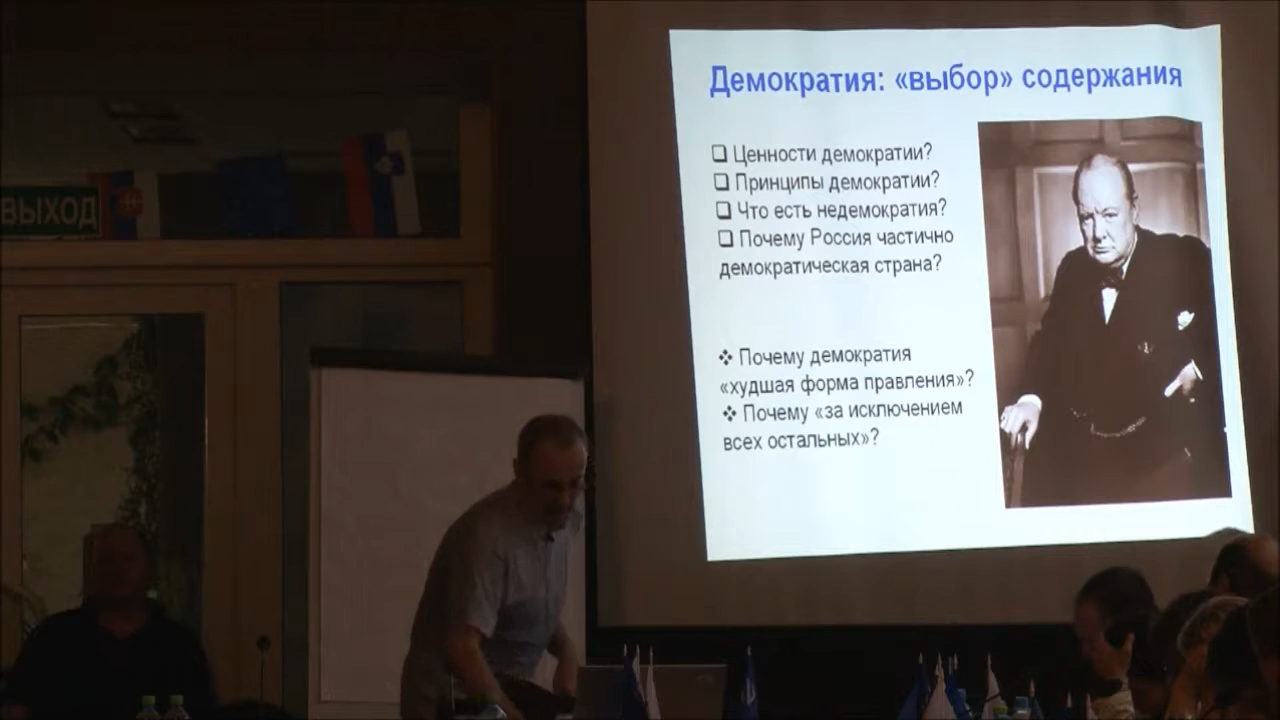 Демократия: «выбор» содержания
❑ Ценности демократии?
❑ Принципы демократии?
❑ Что есть недемократия?
❑ Почему Россия частично
демократическая страна?
❖ Почему демократия
«худшая форма правления»?
❖ Почему «за исключением
всех остальных»?
ВЫХОД